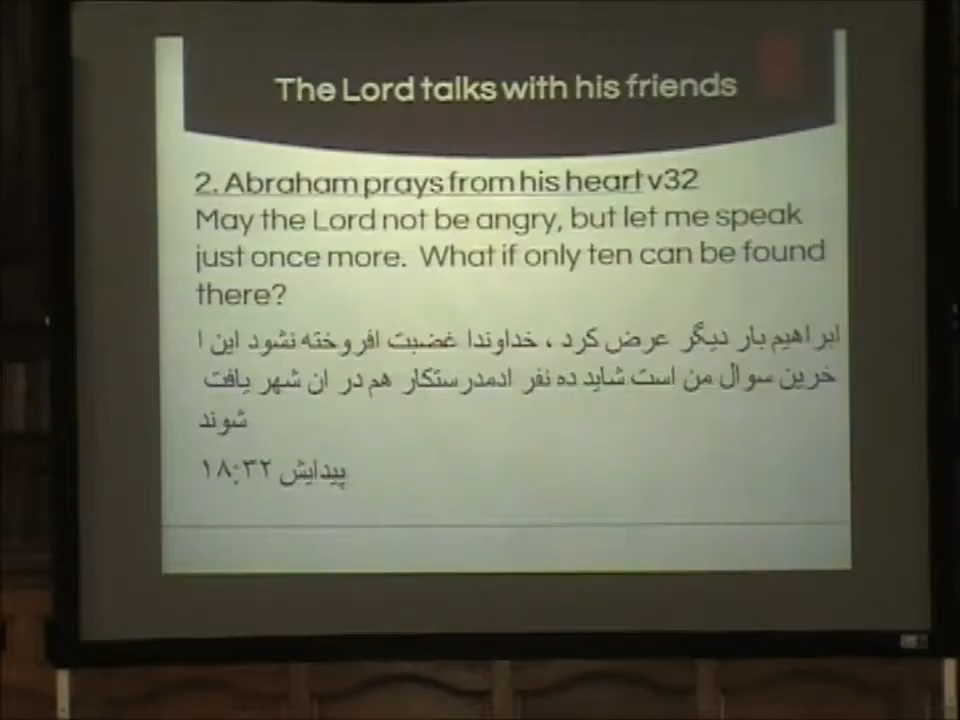 The Lord talks with his friends
2. Abraham prays from his heart v32
May the Lord not be angry, but let me speak
just once more. What if only ten can be found
there?
ابراهیم بار دیگر عرض کرد ، خداوندا غضبت افروخته نشود این ا
خرین سوال من است شاید ده نفر ادمدرستکار هم در ان شهر یافت
شوند
پیدایش ۱۸:۳۲